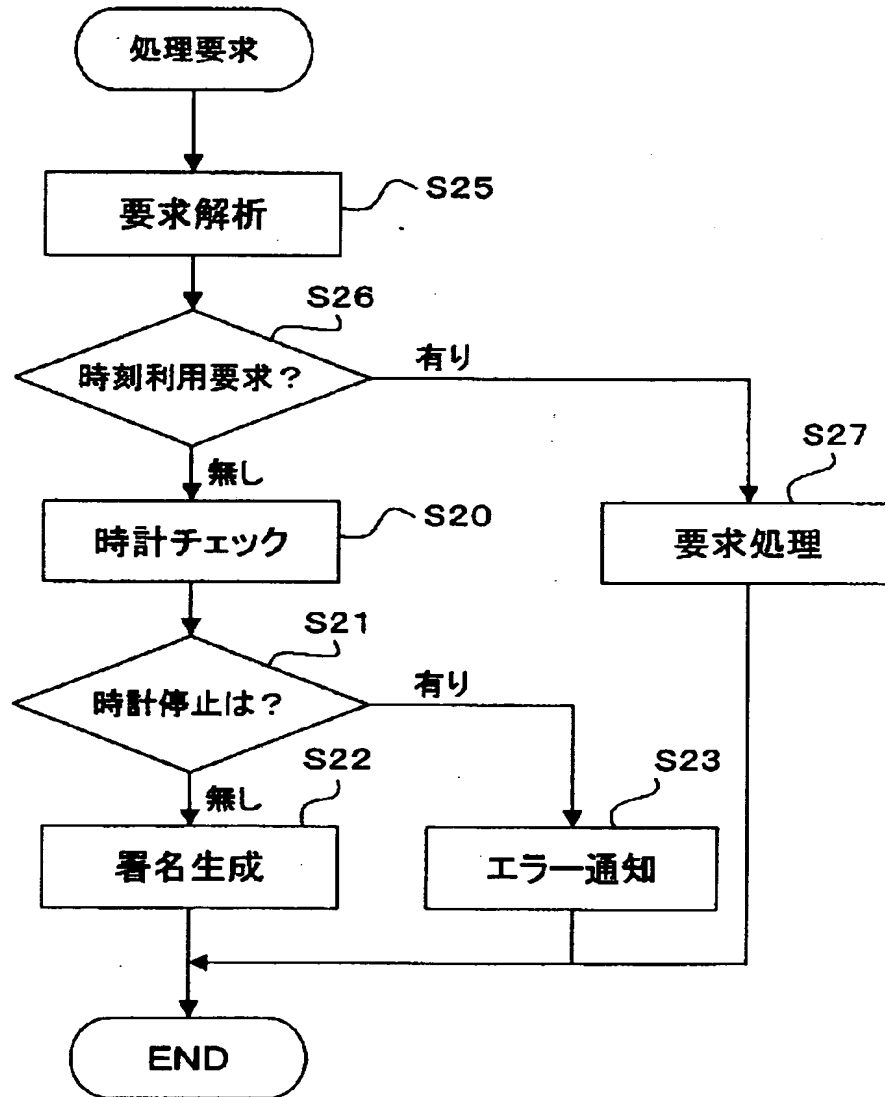 処理要求
要求解析
S25
S26
時刻利用要求？
有り
無し
S27
時計チェック
S20
要求処理
S21
時計停止は？
有り
無し
S22
S23
署名生成
エラー通知
END